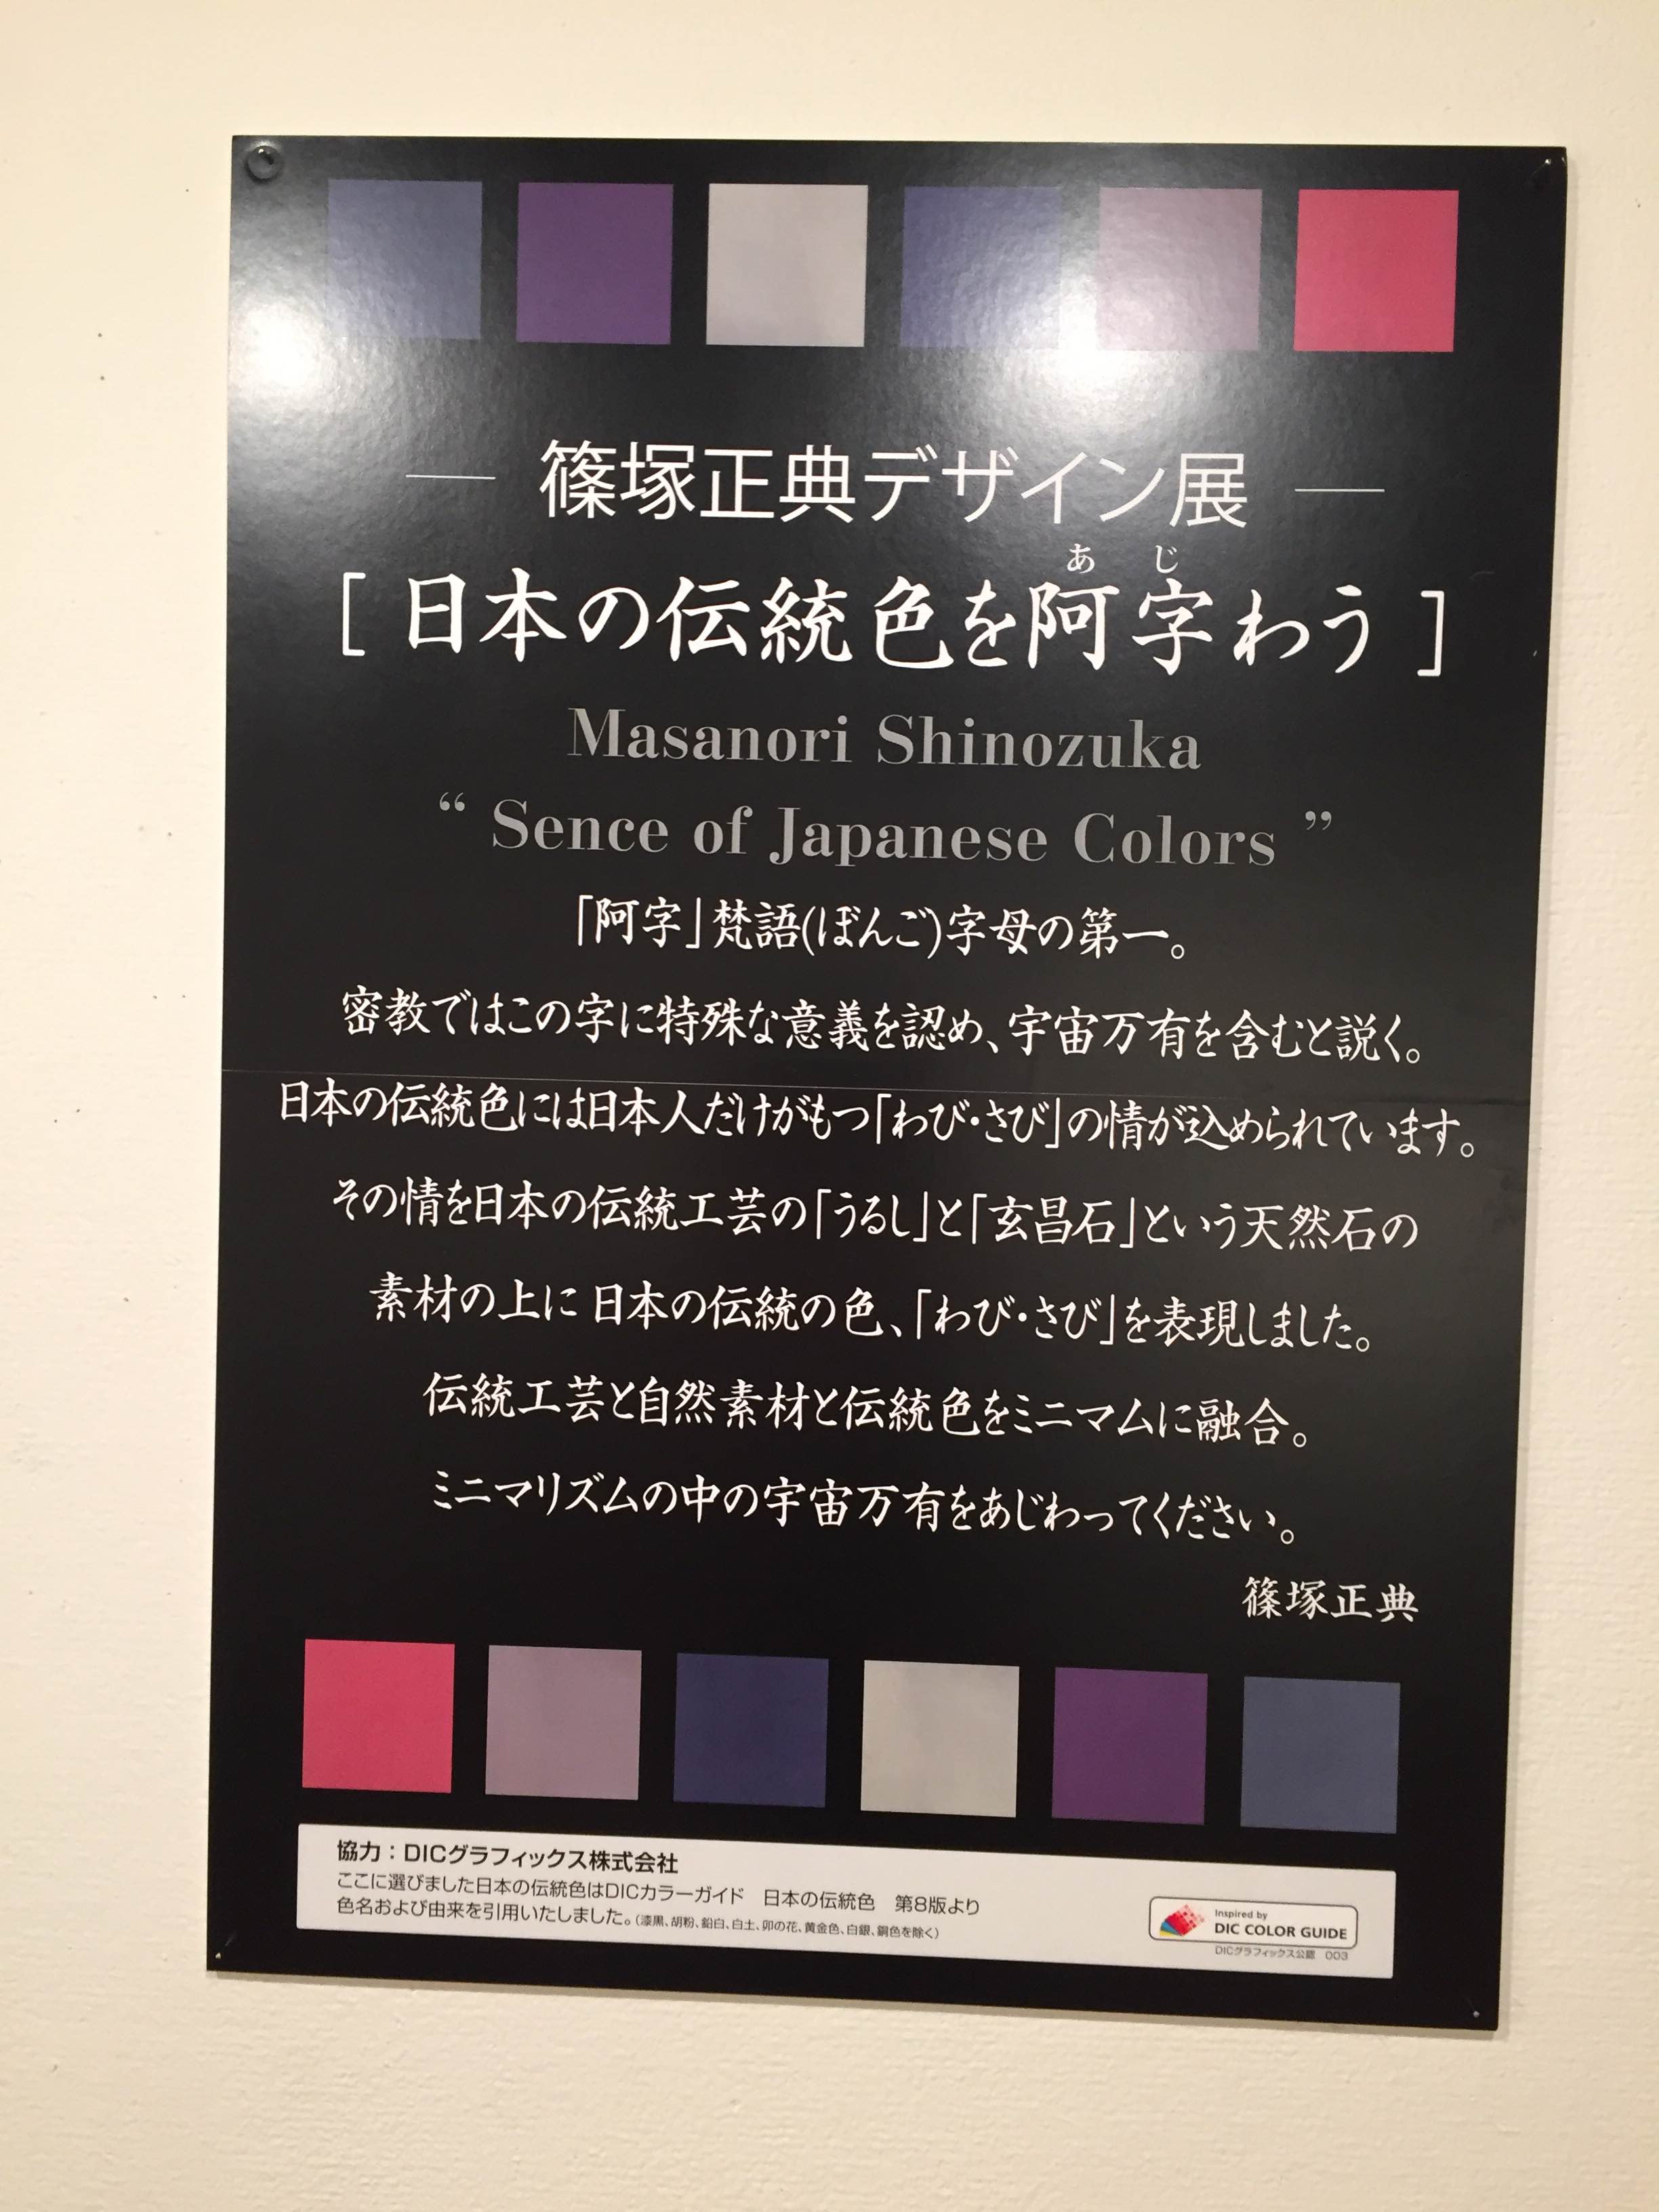 篠塚正典デザイン展
[日本の伝統色を阿字わう]
あ じ
Masanori Shinozuka
“ Sence of Japanese Colors ”
「阿字」梵語(ぼんご)字母の第一。
密教ではこの字に特殊な意義を認め、宇宙万有を含むと説く。
日本の伝統色には日本人だけがもつ「わび・さび」の情が込められています。
その情を日本の伝統工芸の「うるし」と「玄昌石」という天然石の
素材の上に 日本の伝統の色、「わび・さび」を表現しました。
伝統工芸と自然素材と伝統色をミニマムに融合。
ミニマリズムの中の宇宙万有をあじわってください。
篠塚正典
協力：DICグラフィックス株式会社
ここに選びました日本の伝統色はDICカラーガイド 日本の伝統色 第8版より
色名および由来を引用いたしました。(漆黒、胡粉、鉛白、白土、卯の花、黄金色、白銀、銅色を除く)
Inspired by
DIC COLOR GUIDE
DICグラフィックス公認 003